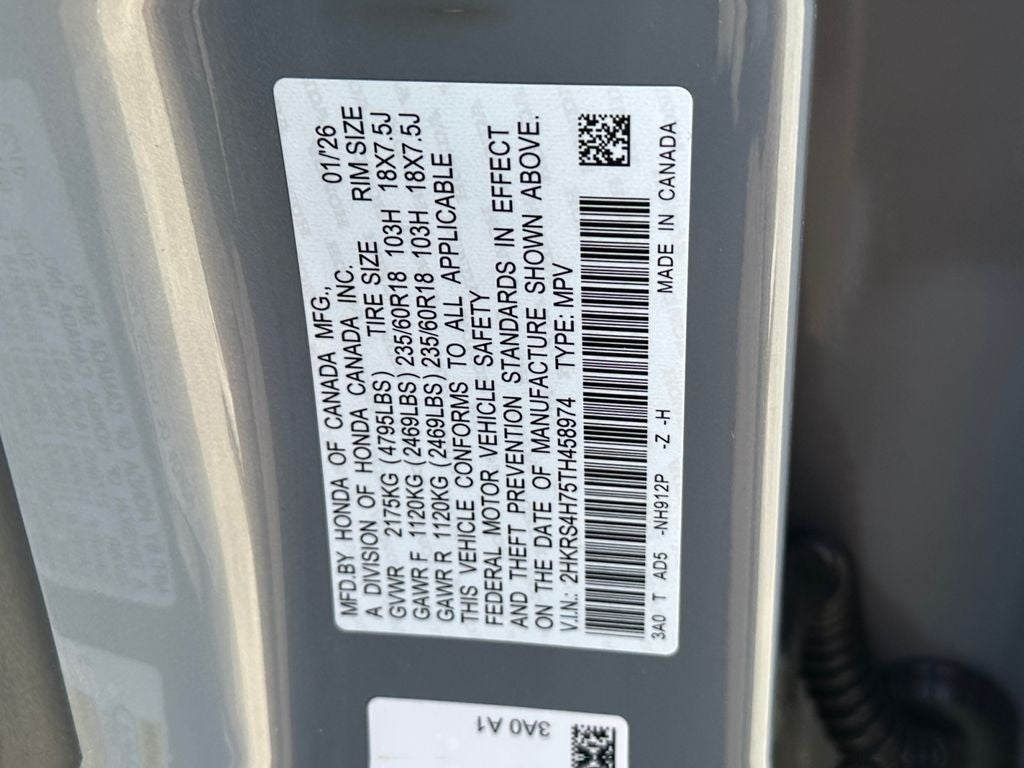 MFD.BY HONDA OF CANADA MFG., 01/'26
A DIVISION OF HONDA CANADA INC.
GVWR 2175KG (4795LBS) TIRE SIZE RIM SIZE
GAWR F 1120KG (2469LBS) 235/60R18 103H 18X7.5J
GAWR R 1120KG (2469LBS) 235/60R18 103H 18X7.5J
THIS VEHICLE CONFORMS TO ALL APPLICABLE
FEDERAL MOTOR VEHICLE SAFETY
AND THEFT PREVENTION STANDARDS IN EFFECT
ON THE DATE OF MANUFACTURE SHOWN ABOVE.
V.I.N.: 2HKRS4H75TH458974 TYPE: MPV
3A0 T AD5 -NH912P -Z -H MADE IN CANADA
3A0 A1